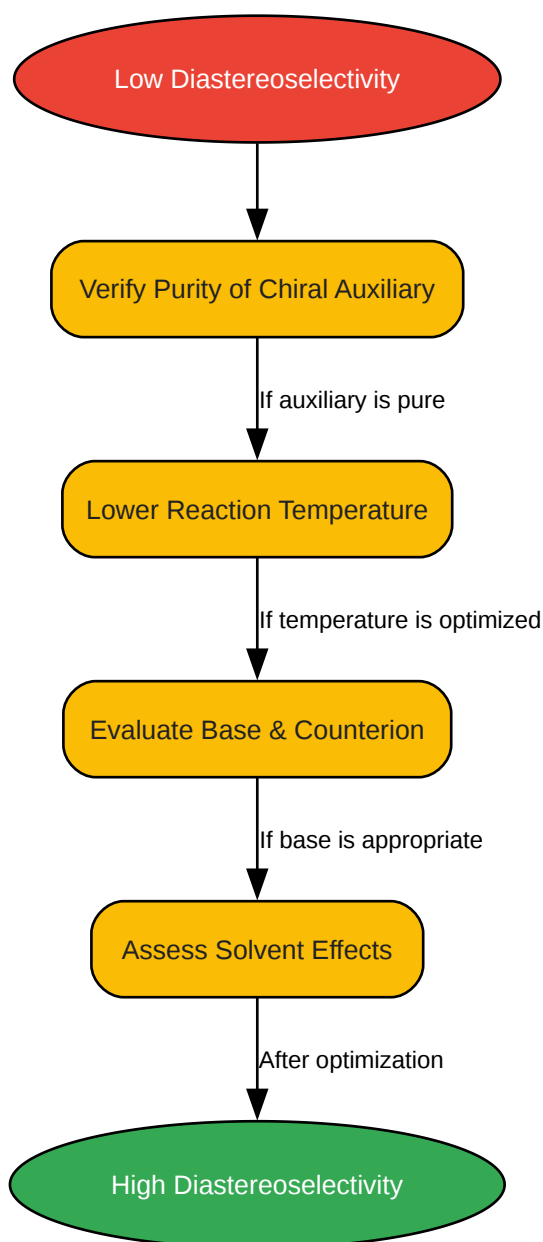 Low Diastereoselectivity
Verify Purity of Chiral Auxiliary
If auxiliary is pure
Lower Reaction Temperature
If temperature is optimized
Evaluate Base & Counterion
If base is appropriate
Assess Solvent Effects
After optimization
High Diastereoselectivity